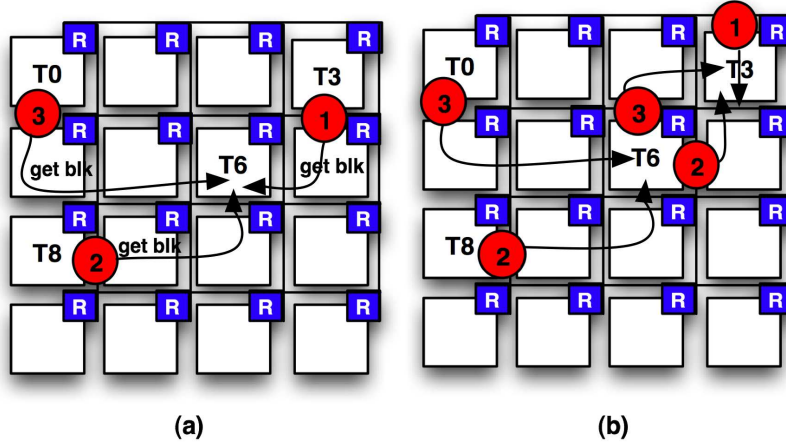 R R R R
T0 T3
3 1
R R R R
get blk T6 get blk
R R R R
T8 2 get blk
R R R R
(a)
1
R R R R
T0 T3
3 3
R R R R
T6 2
R R R R
T8 2
R R R R
(b)